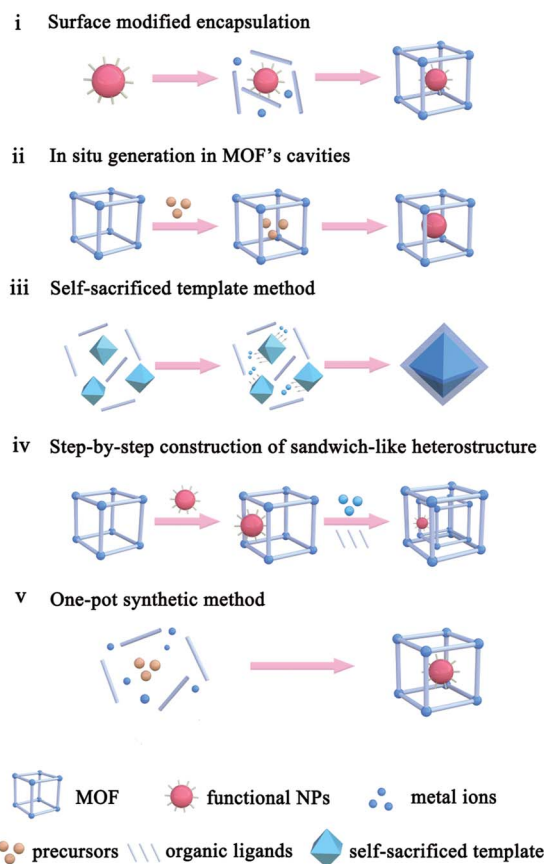 i Surface modified encapsulation
ii In situ generation in MOF's cavities
iii Self-sacrificed template method
iv Step-by-step construction of sandwich-like heterostructure
v One-pot synthetic method
MOF functional NPs metal ions
precursors organic ligands self-sacrificed template